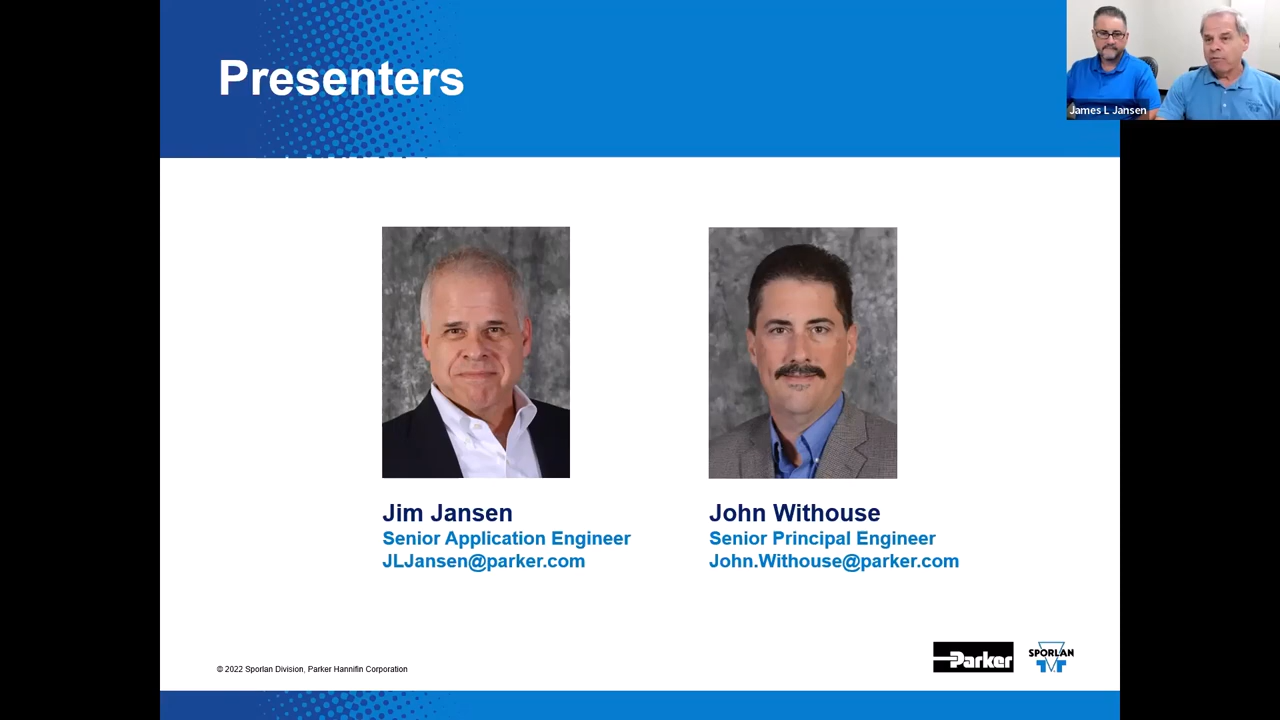 Presenters
James L Jansen
Jim Jansen
Senior Application Engineer
JLJansen@parker.com
John Withouse
Senior Principal Engineer
John.Withouse@parker.com
© 2022 Sporlan Division, Parker Hannifin Corporation
Parker
SPORLAN